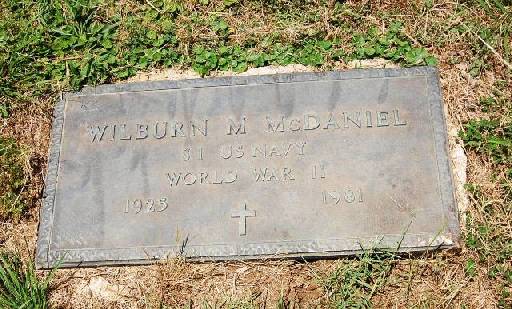 WILBURN M MCDANIEL
S1 US NAVY
WORLD WAR II
1925 1981